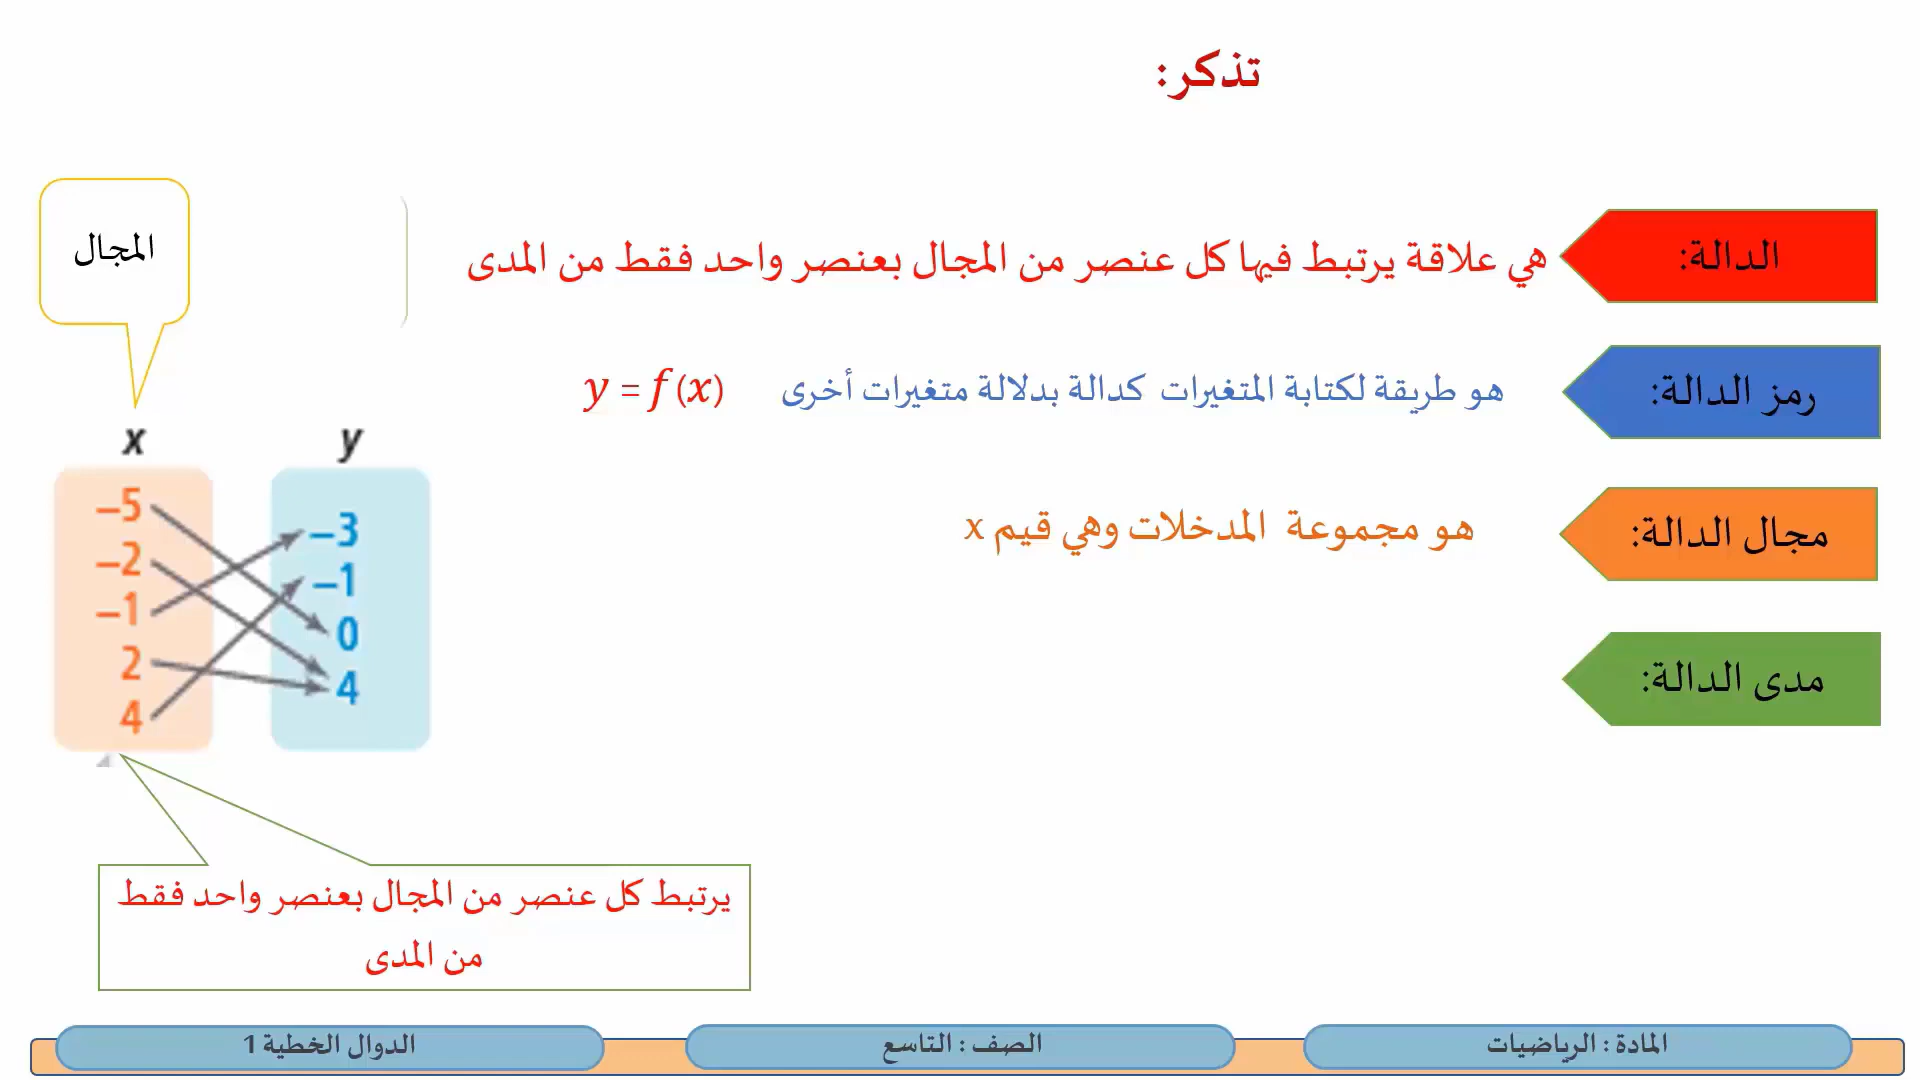 تذكر:
الدالة:
هي علاقة يرتبط فيها كل عنصر من المجال بعنصر واحد فقط من المدى
رمز الدالة:
هو طريقة لكتابة المتغيرات كدالة بدلالة متغيرات أخرى y = f (x)
مجال الدالة:
هو مجموعة المدخلات وهي قيم x
مدى الدالة:
المجال
x y
–5
–2
–1
2
4
–3
–1
0
4
يرتبط كل عنصر من المجال بعنصر واحد فقط
من المدى
المادة : الرياضيات
الصف : التاسع
الدوال الخطية 1